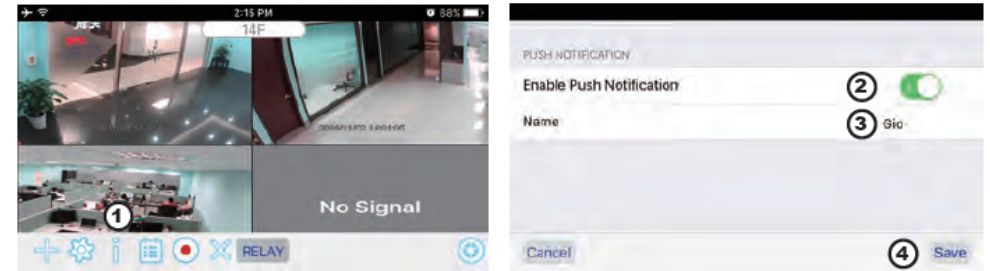 2:15 PM
88%
14F
No Signal
1
RELAY
PUSH NOTIFICATION
Enable Push Notification
2
Name
3
Gio
Cancel
4
Save